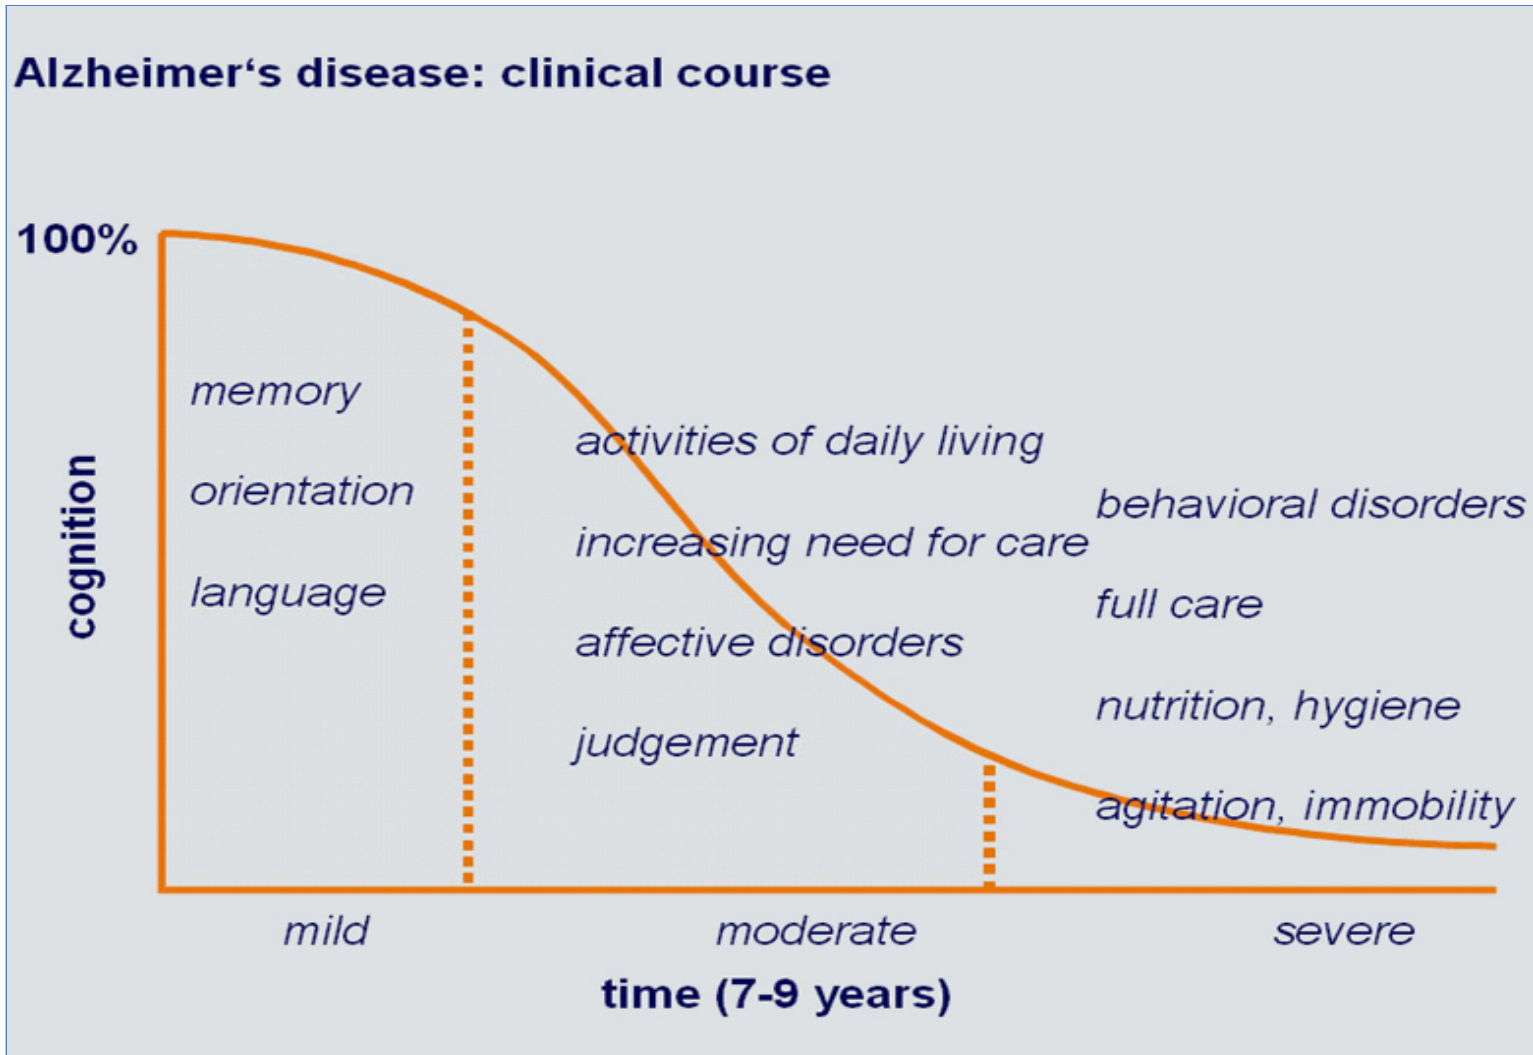 Alzheimer‘s disease: clinical course
100%
cognition
memory
orientation
language
activities of daily living
increasing need for care
affective disorders
judgement
behavioral disorders
full care
nutrition, hygiene
agitation, immobility
mild
moderate
severe
time (7-9 years)